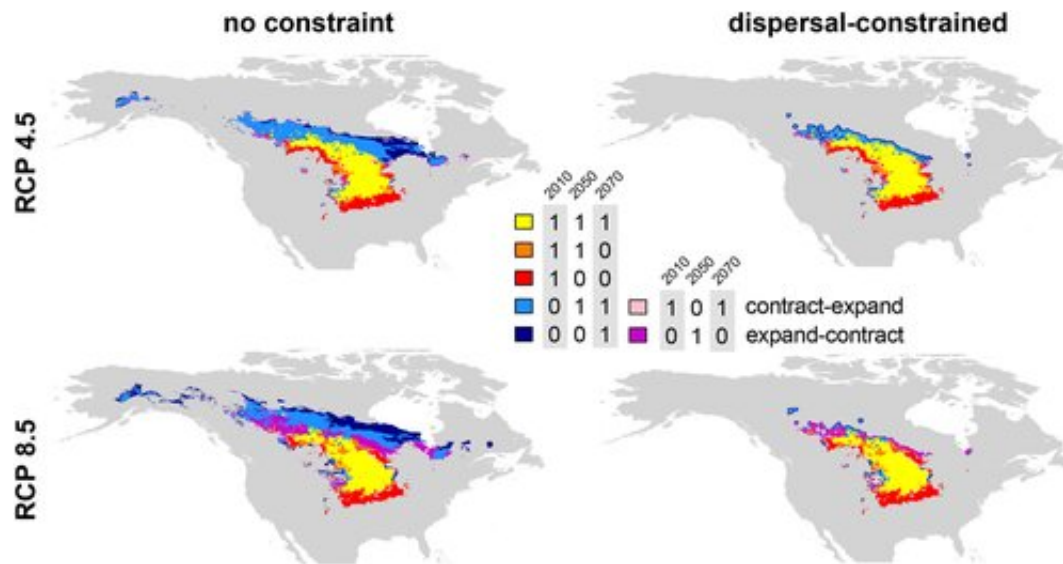 no constraint
dispersal-constrained
RCP 4.5
2010 2050 2070
1 1 1
1 1 0
1 0 0
0 1 1
0 0 1
2010 2050 2070
1 0 1 contract-expand
0 1 0 expand-contract
RCP 8.5